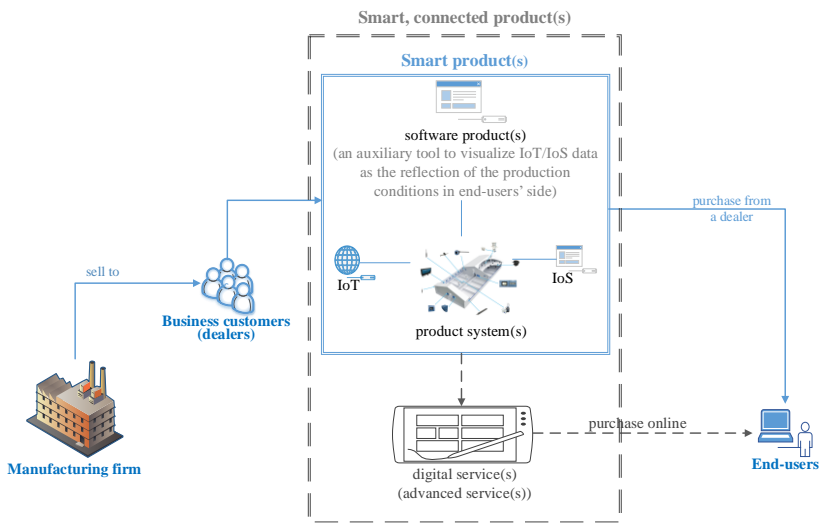 Smart, connected product(s)
Smart product(s)
software product(s)
(an auxiliary tool to visualize IoT/IoS data
as the reflection of the production
conditions in end-users’ side)
purchase from
a dealer
sell to
IoT
IoS
Business customers
(dealers)
product system(s)
purchase online
Manufacturing firm
End-users
digital service(s)
(advanced service(s))